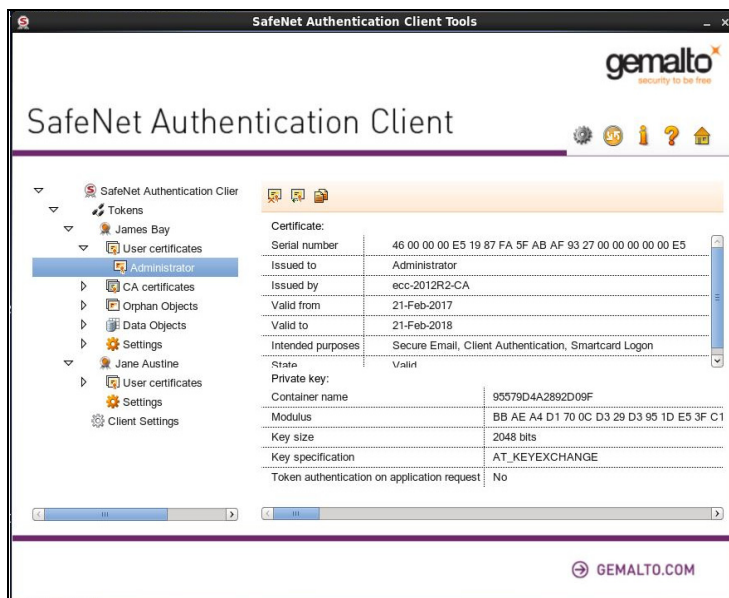 SafeNet Authentication Client Tools
gemalto
security to be free
SafeNet Authentication Client
SafeNet Authentication Clier
Tokens
James Bay
User certificates
Administrator
CA certificates
Orphan Objects
Data Objects
Settings
Jane Austine
User certificates
Settings
Client Settings
Certificate:
Serial number 46 00 00 00 E5 19 87 FA 5F AB AF 93 27 00 00 00 00 00 E5
Issued to Administrator
Issued by ecc-2012R2-CA
Valid from 21-Feb-2017
Valid to 21-Feb-2018
Intended purposes Secure Email, Client Authentication, Smartcard Logon
State Valid
Private key:
Container name 95579D4A2892D09F
Modulus BB AE A4 D1 70 0C D3 29 D3 95 1D E5 3F C1
Key size 2048 bits
Key specification AT_KEYEXCHANGE
Token authentication on application request No
GEMALTO.COM